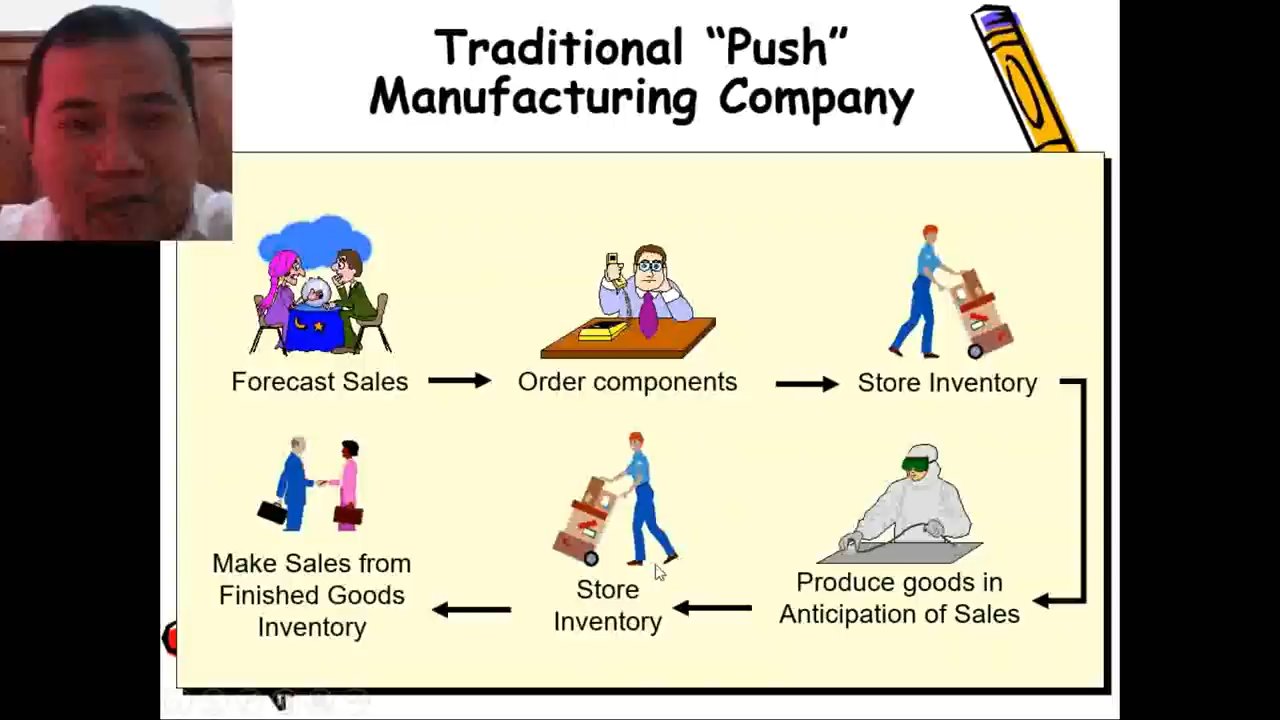 Traditional “Push”
Manufacturing Company
Forecast Sales
Order components
Store Inventory
Produce goods in
Anticipation of Sales
Store
Inventory
Make Sales from
Finished Goods
Inventory